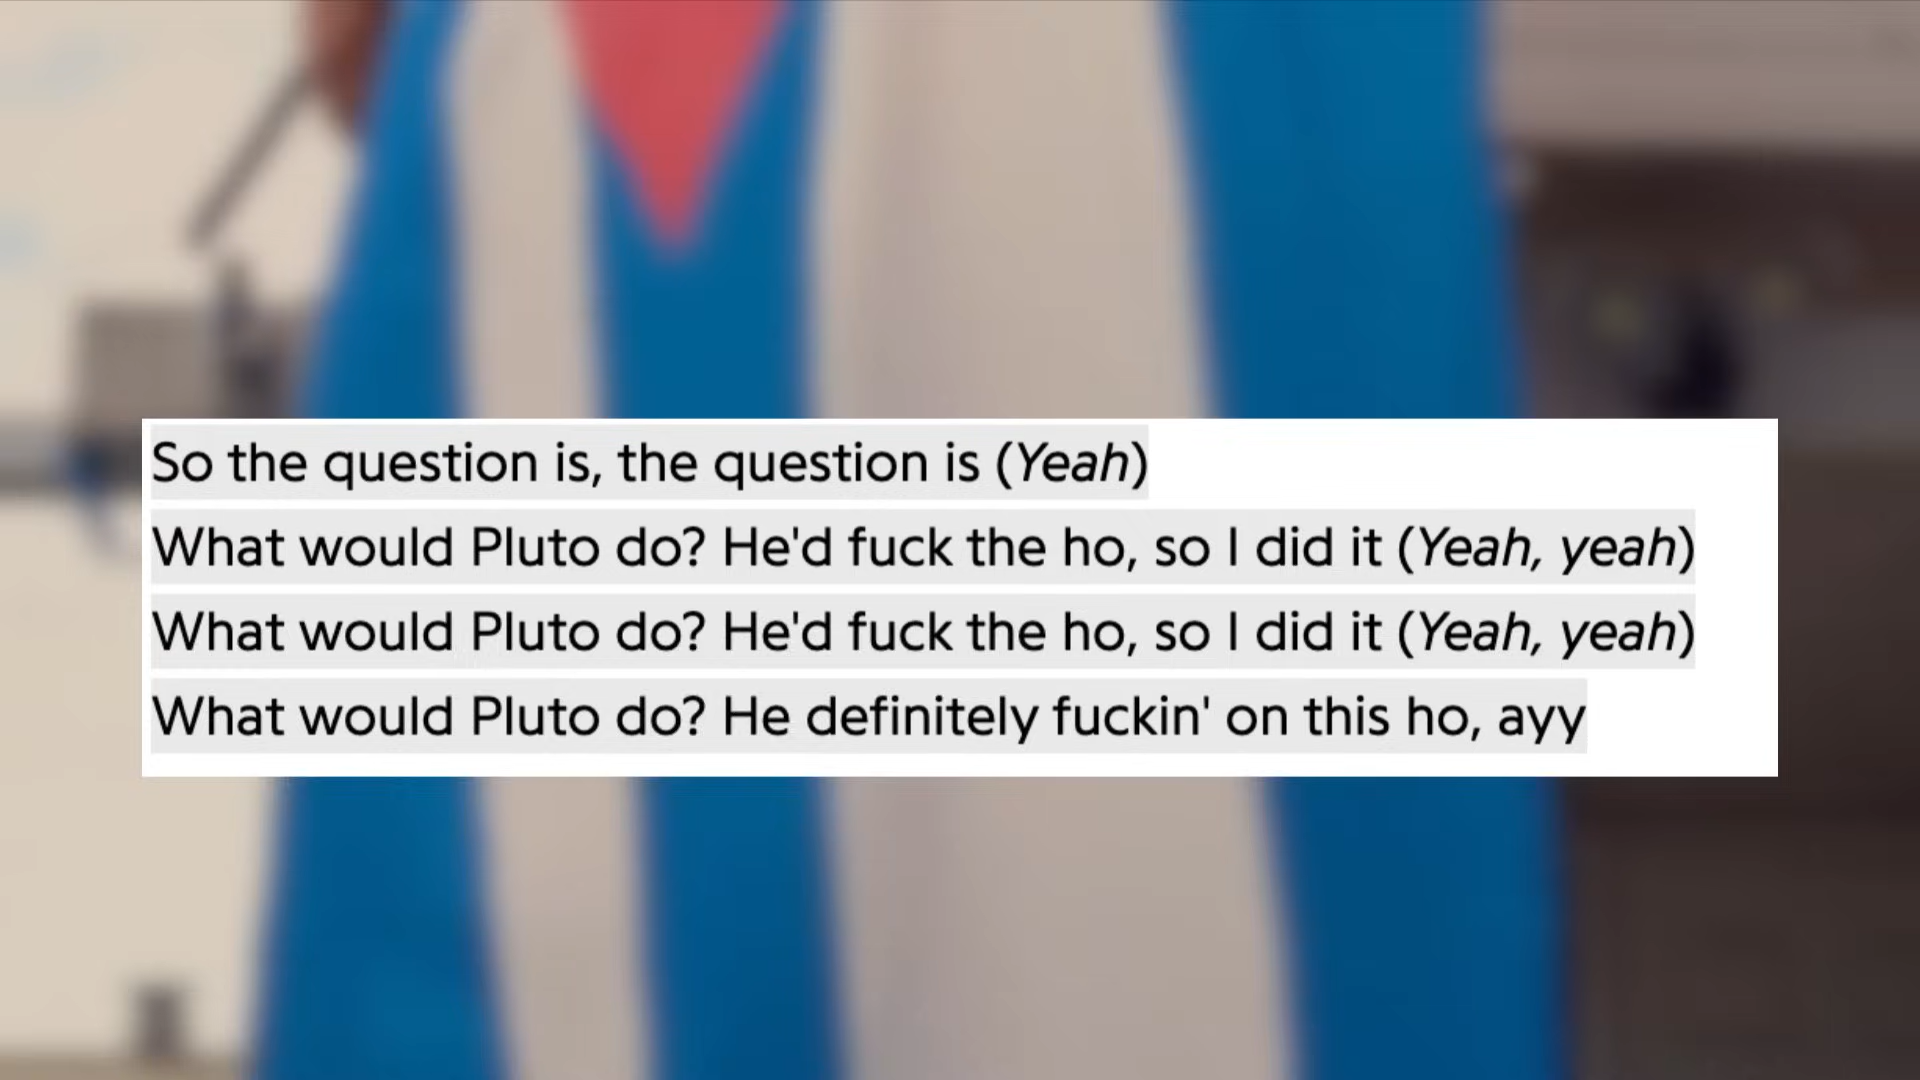 So the question is, the question is (Yeah)
What would Pluto do? He'd fuck the ho, so I did it (Yeah, yeah)
What would Pluto do? He'd fuck the ho, so I did it (Yeah, yeah)
What would Pluto do? He definitely fuckin' on this ho, ayy